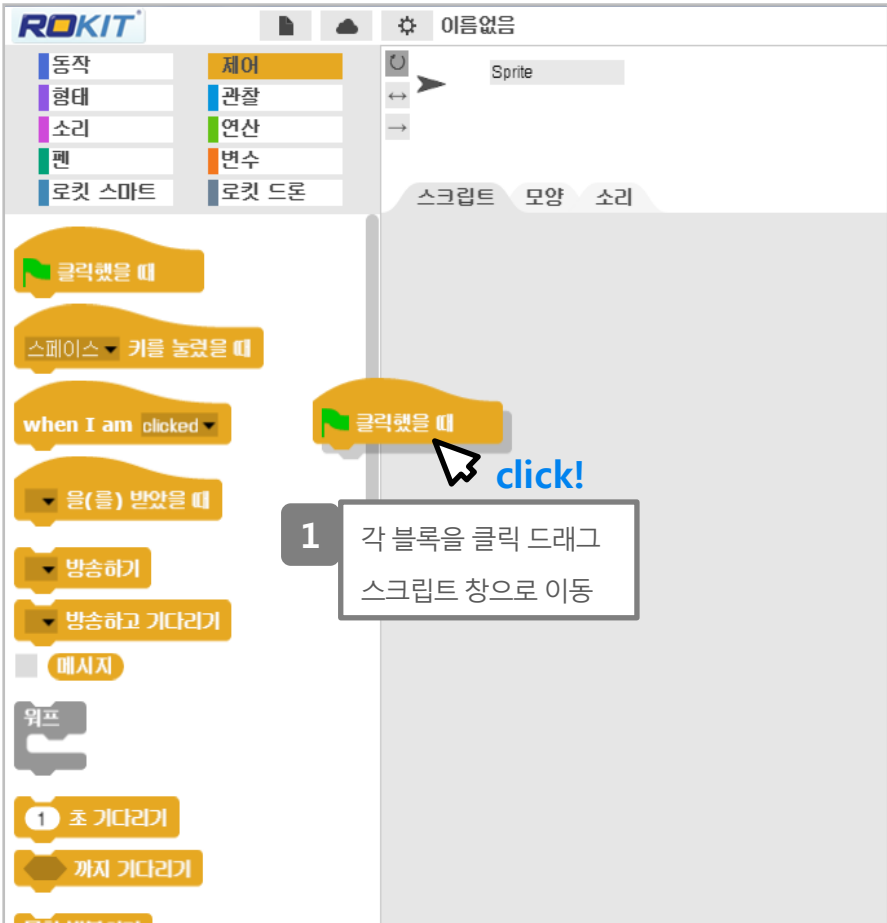 ROKIT
이름없음
동작
제어
형태
관찰
소리
연산
펜
변수
로킷 스마트
로킷 드론
Sprite
스크립트
모양
소리
클릭했을 때
스페이스 키를 눌렀을 때
when I am clicked
을(를) 받았을 때
방송하기
방송하고 기다리기
메시지
워프
1 초 기다리기
까지 기다리기
클릭했을 때
click!
1
각 블록을 클릭 드래그
스크립트 창으로 이동